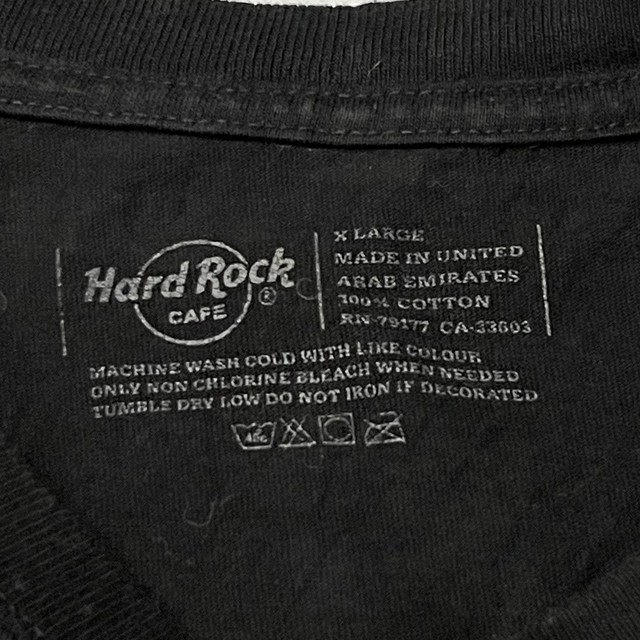 Hard Rock
CAFE
®
X LARGE
MADE IN UNITED
ARAB EMIRATES
100% COTTON
RN-79177 CA-33603
MACHINE WASH COLD WITH LIKE COLOUR
ONLY NON CHLORINE BLEACH WHEN NEEDED
TUMBLE DRY LOW DO NOT IRON IF DECORATED